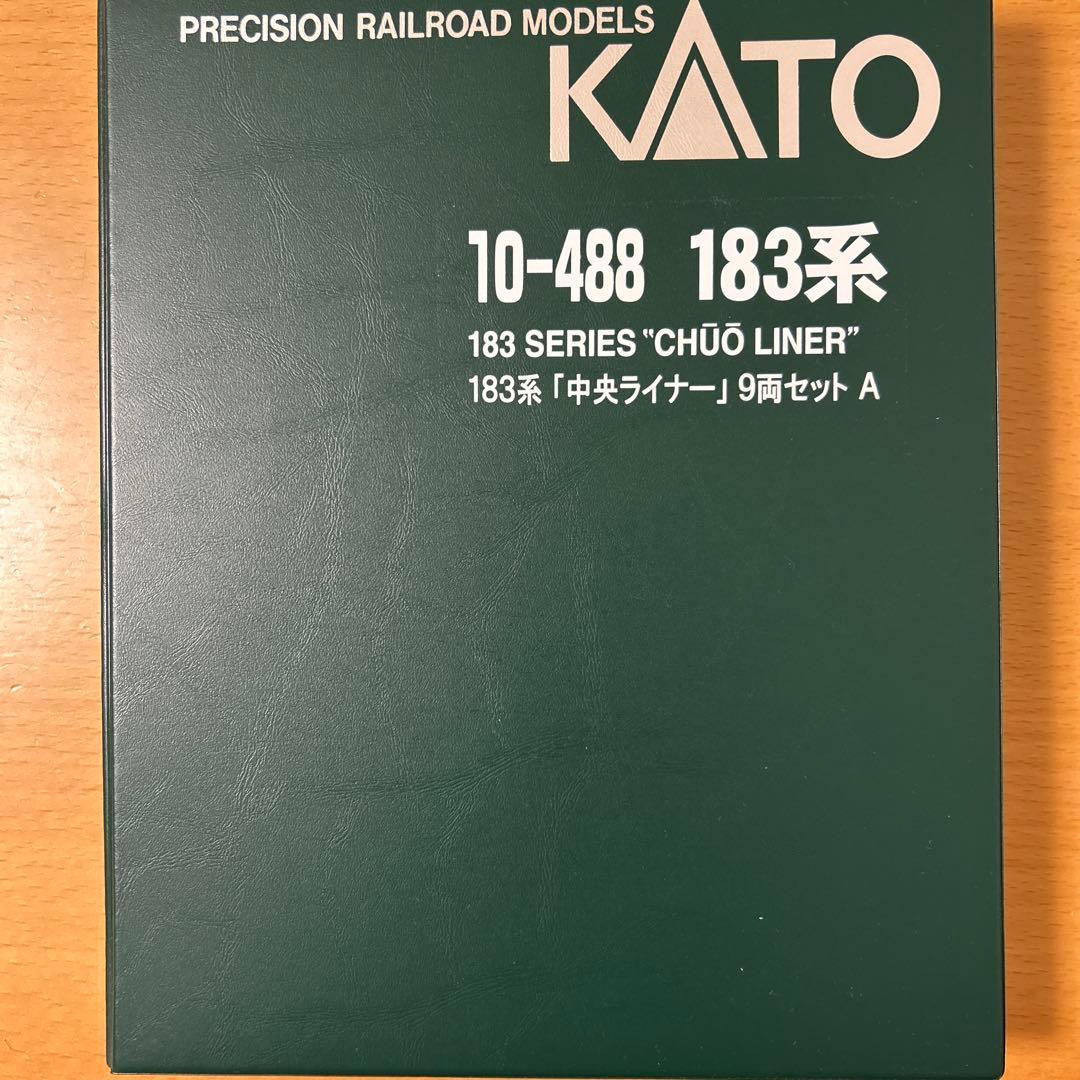 PRECISION RAILROAD MODELS
KATO
10-488 183系
183 SERIES "CHŪŌ LINER"
183系「中央ライナー」9両セット A